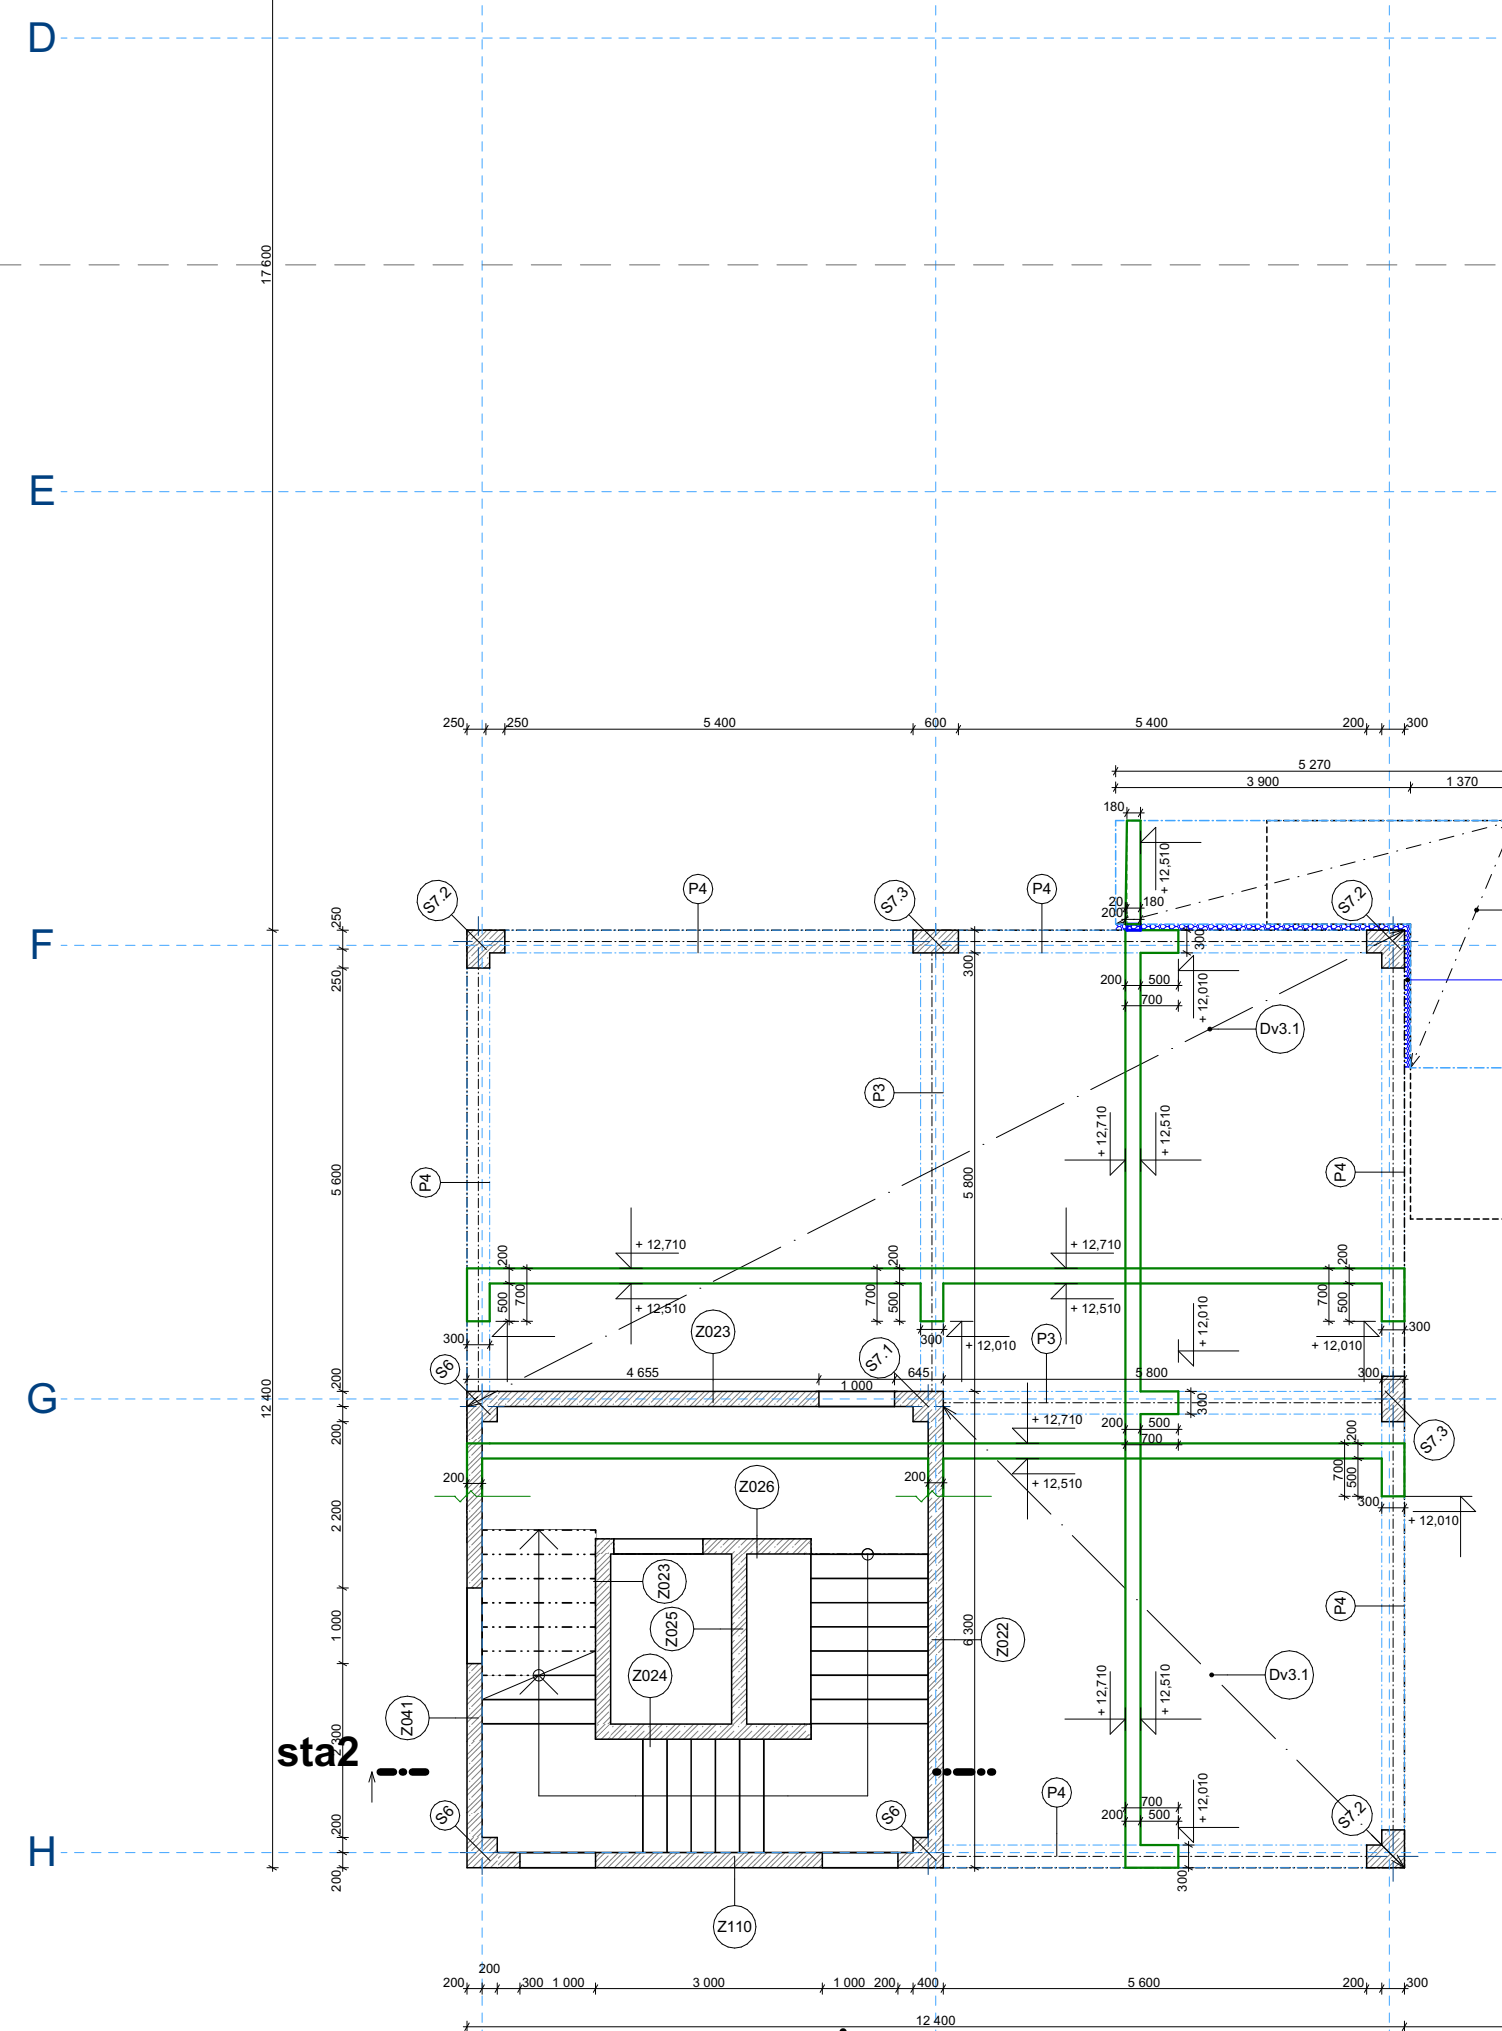 D
17 600
E
250
250
5 400
600
5 400
200
300
5 270
3 900
1 370
180
+ 12,510
S7.2
P4
S7.3
P4
20
180
200
S7.2
250
F
300
300
250
200
500
+ 12,010
700
Dv3.1
P3
+ 12,710
+ 12,510
5 600
P4
5 800
P4
200
+ 12,710
200
+ 12,710
200
500
700
+ 12,510
700
500
+ 12,510
700
500
+ 12,010
300
Z023
300
+ 12,010
P3
+ 12,010
300
S6
S7.1
200
4 655
1 000
645
5 800
300
G
12 400
300
200
+ 12,710
200
500
700
200
S7.3
200
Z026
200
+ 12,510
700
500
300
+ 12,010
2 200
Z023
1 000
Z025
6 300
Z022
P4
Z024
+ 12,710
+ 12,510
Dv3.1
Z041
2 300
sta2
P4
700
+ 12,010
S6
S6
200
500
S7.2
200
H
200
300
Z110
200
200
300
1 000
3 000
1 000
200
400
5 600
200
300
12 400